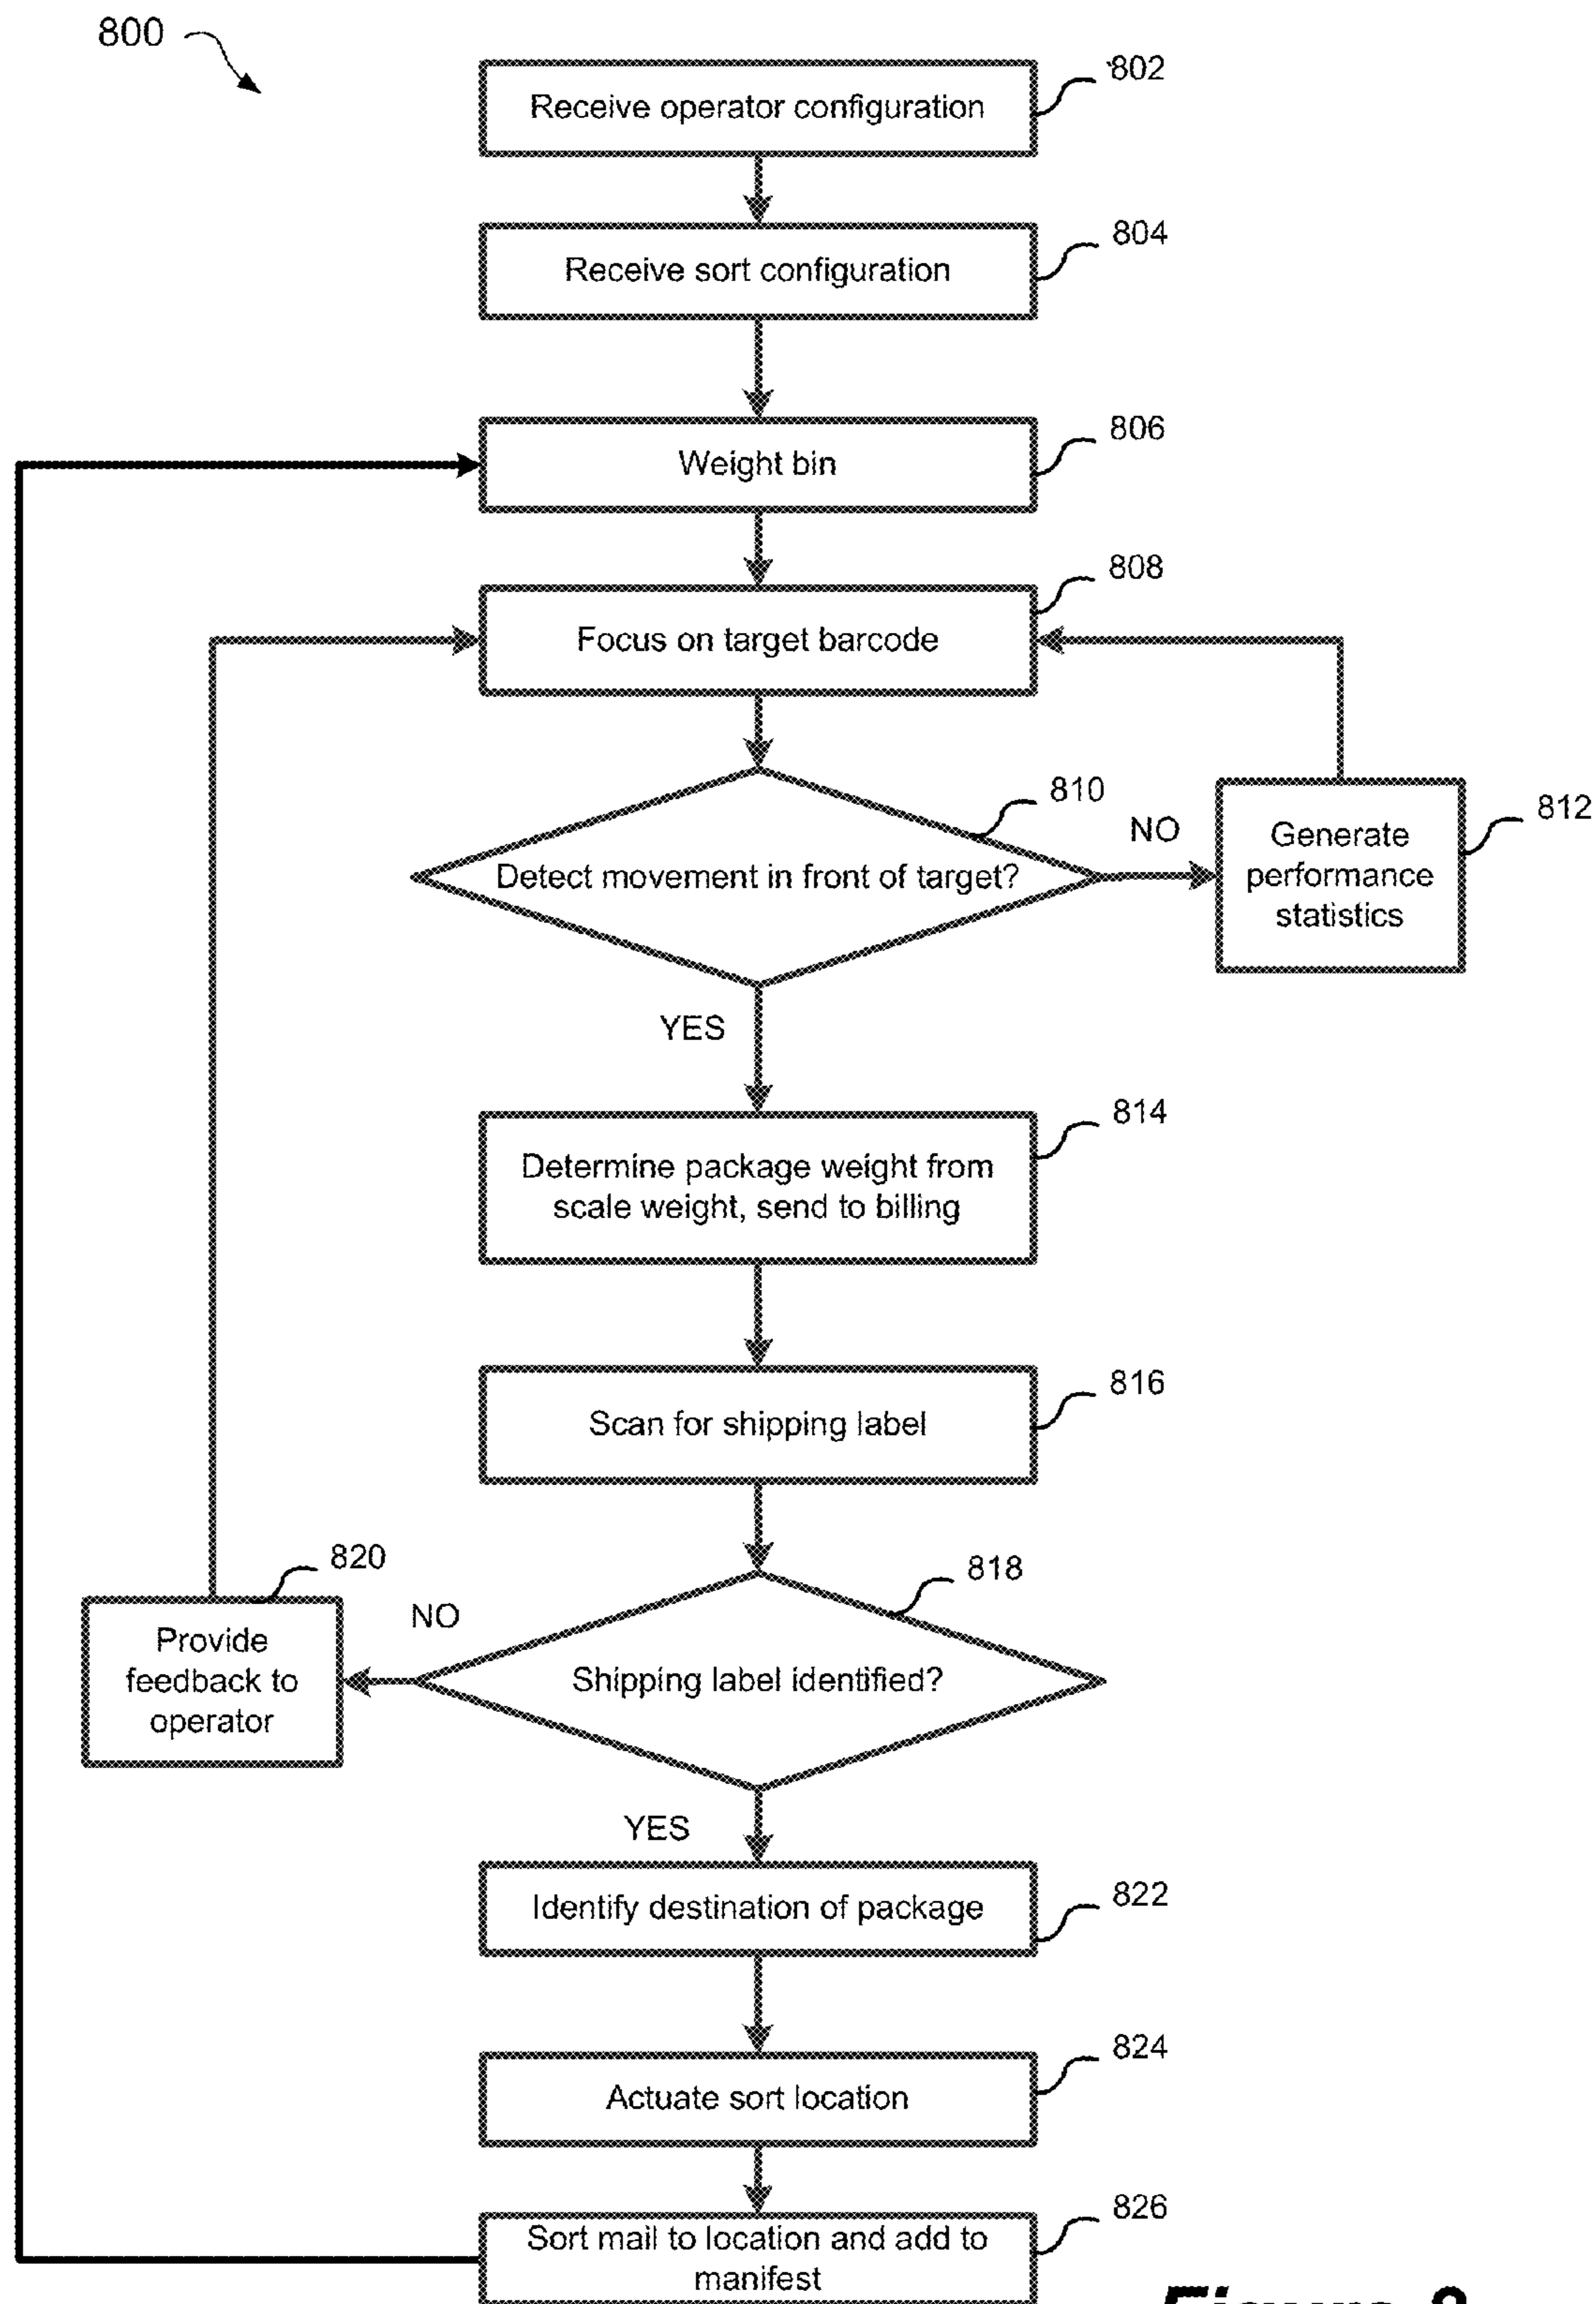 800
802
Receive operator configuration
804
Receive sort configuration
806
Weight bin
808
Focus on target barcode
810
Detect movement in front of target?
NO
812
Generate
performance
statistics
YES
814
Determine package weight from
scale weight, send to billing
816
Scan for shipping label
818
Shipping label identified?
NO
820
Provide
feedback to
operator
YES
822
Identify destination of package
824
Actuate sort location
826
Sort mail to location and add to
manifest